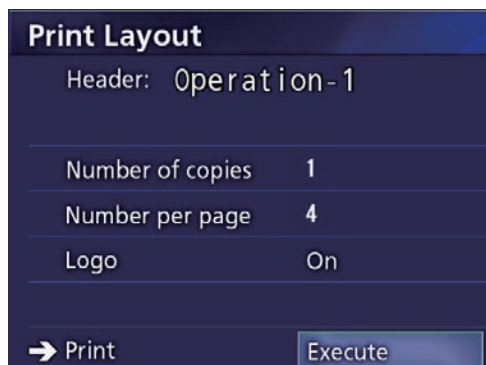 Print Layout
Header: Operation-1
Number of copies 1
Number per page 4
Logo On
➔ Print Execute